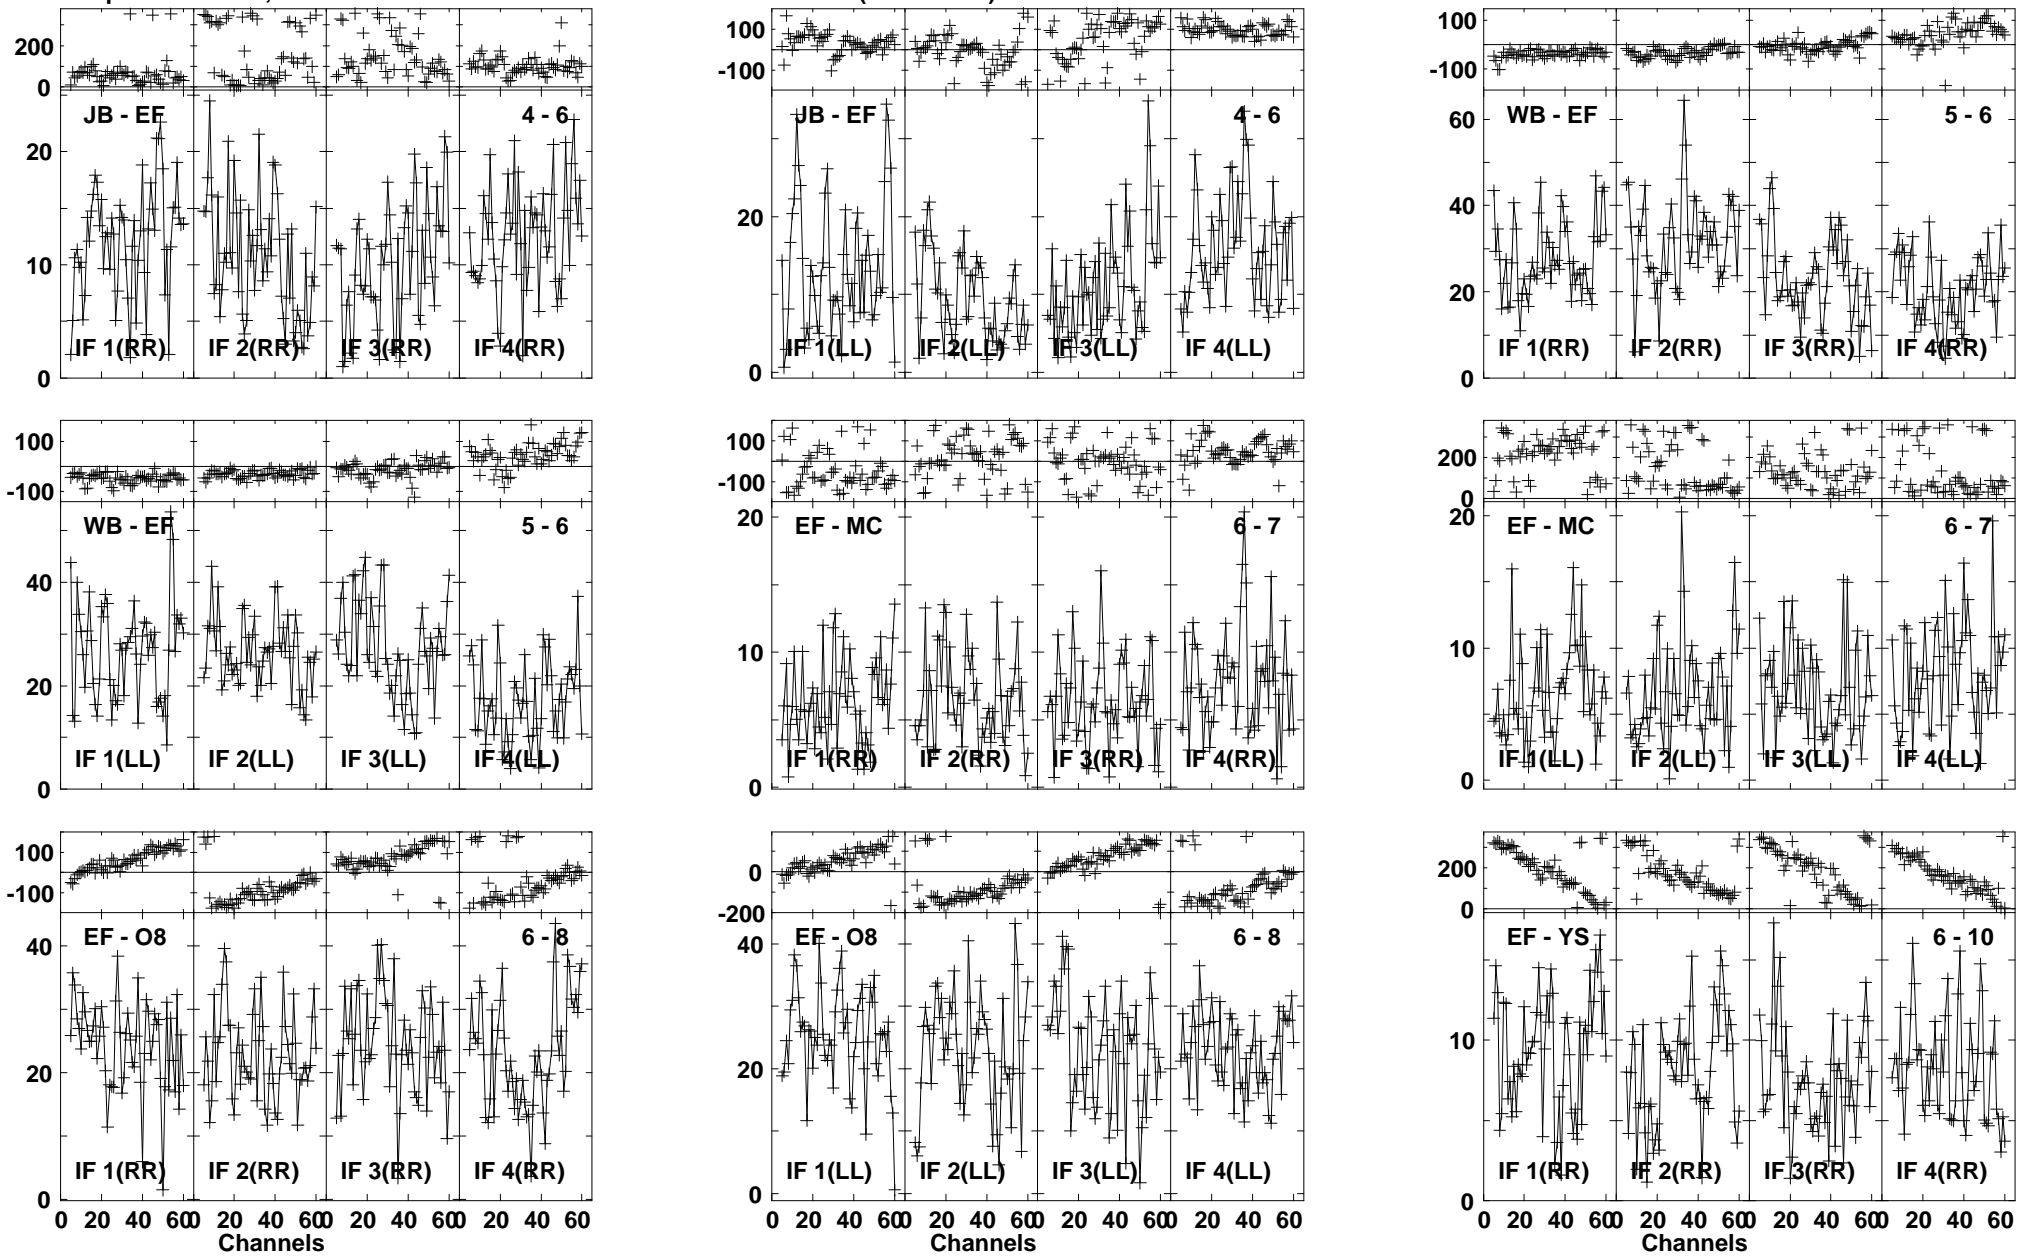 200
0
JB - EF
4 - 6
20
10
0
IF 1(RR)
IF 2(RR)
IF 3(RR)
IF 4(RR)
100
-100
JB - EF
4 - 6
20
0
IF 1(LL)
IF 2(LL)
IF 3(LL)
IF 4(LL)
100
-100
WB - EF
5 - 6
60
40
20
0
IF 1(RR)
IF 2(RR)
IF 3(RR)
IF 4(RR)
100
-100
WB - EF
5 - 6
40
20
0
IF 1(LL)
IF 2(LL)
IF 3(LL)
IF 4(LL)
100
-100
EF - MC
6 - 7
20
10
0
IF 1(RR)
IF 2(RR)
IF 3(RR)
IF 4(RR)
200
0
EF - MC
6 - 7
20
10
0
IF 1(LL)
IF 2(LL)
IF 3(LL)
IF 4(LL)
100
-100
EF - O8
6 - 8
40
20
0
IF 1(RR)
IF 2(RR)
IF 3(RR)
IF 4(RR)
0 20 40 60 0 20 40 60 0 20 40 60 0 20 40 60
Channels
0
-200
EF - O8
6 - 8
40
20
0
IF 1(LL)
IF 2(LL)
IF 3(LL)
IF 4(LL)
0 20 40 60 0 20 40 60 0 20 40 60 0 20 40 60
Channels
200
0
EF - YS
6 - 10
10
0
IF 1(RR)
IF 2(RR)
IF 3(RR)
IF 4(RR)
0 20 40 60 0 20 40 60 0 20 40 60 0 20 40 60
Channels